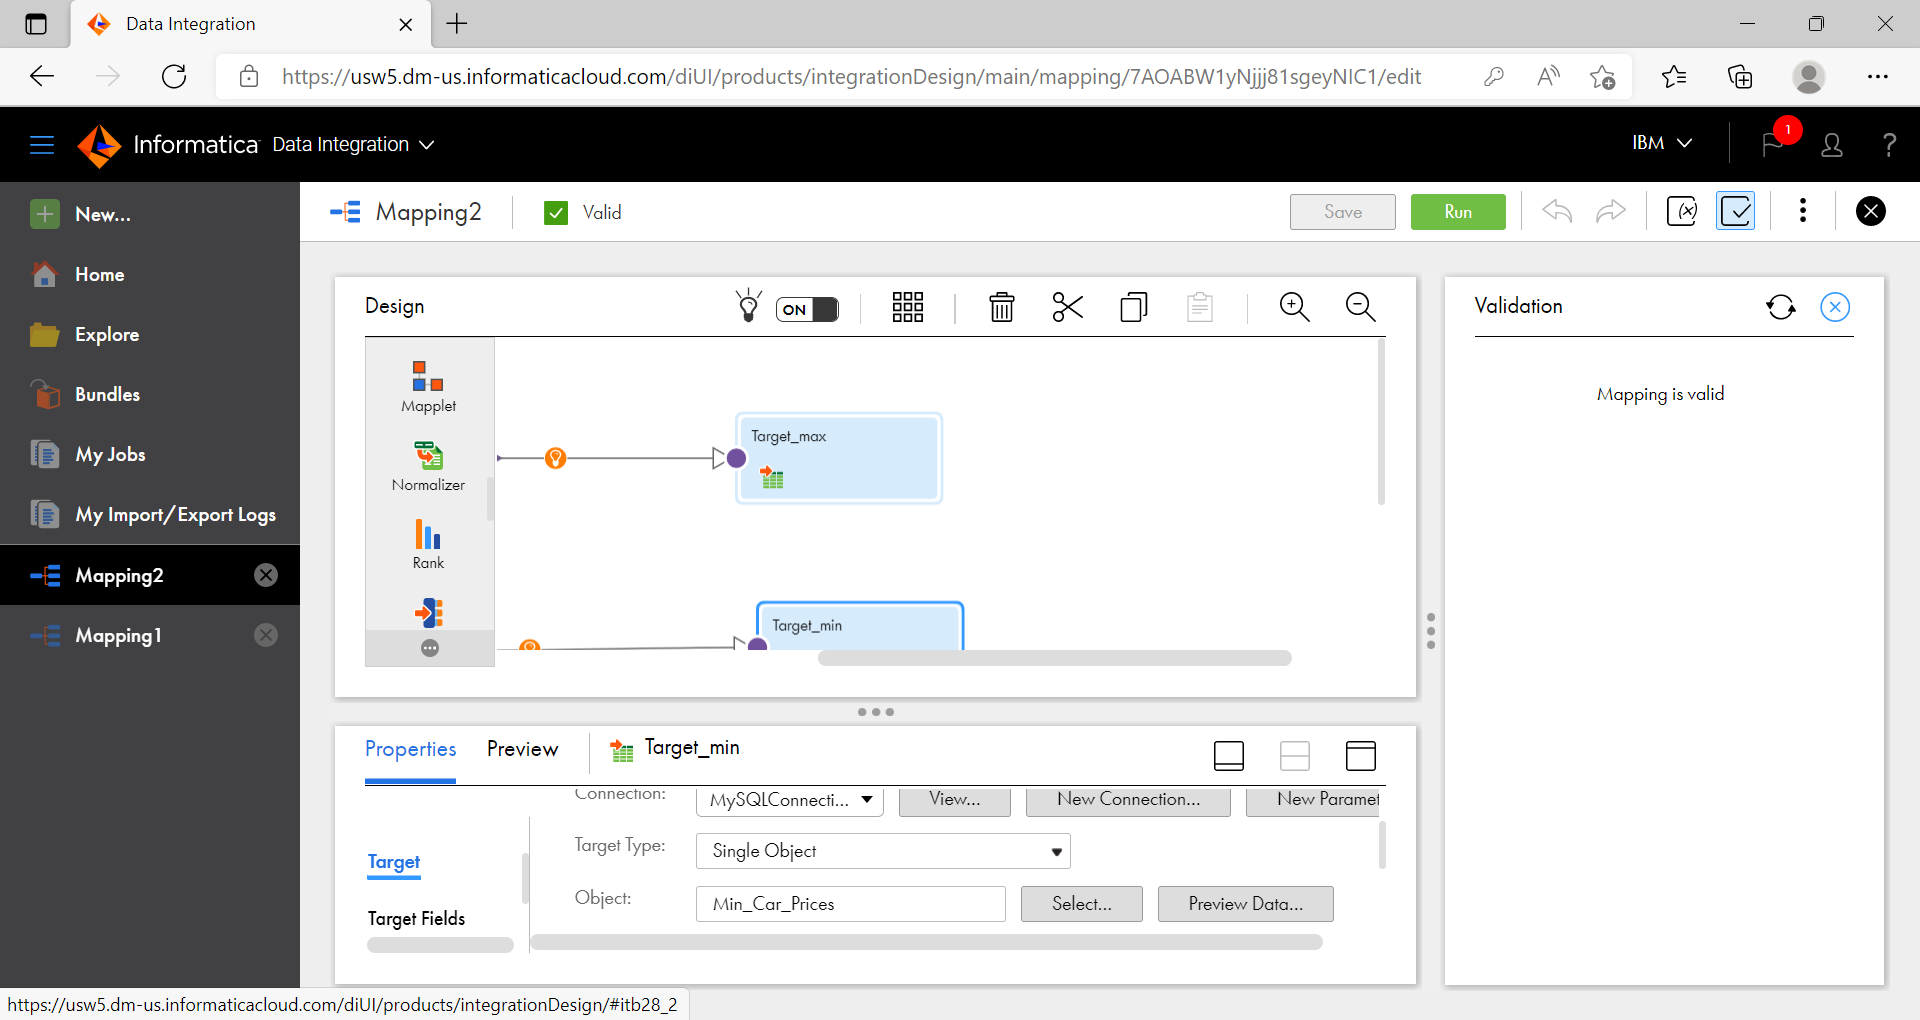 Data Integration
https://usw5.dm-us.informaticacloud.com/diUI/products/integrationDesign/main/mapping/7AOABW1yNjjj81sgeyNIC1/edit
Informatica Data Integration
IBM
1
?
New...
Home
Explore
Bundles
My Jobs
My Import/Export Logs
Mapping2
Mapping1
Mapping2
Valid
Save
Run
Design
ON
Mapplet
Normalizer
Rank
Target_max
Target_min
Validation
Mapping is valid
Properties
Preview
Target_min
Target
Target Fields
Connection:
MySQLConnecti...
View...
New Connection...
New Paramet
Target Type:
Single Object
Object:
Min_Car_Prices
Select...
Preview Data...
https://usw5.dm-us.informaticacloud.com/diUI/products/integrationDesign/#itb28_2